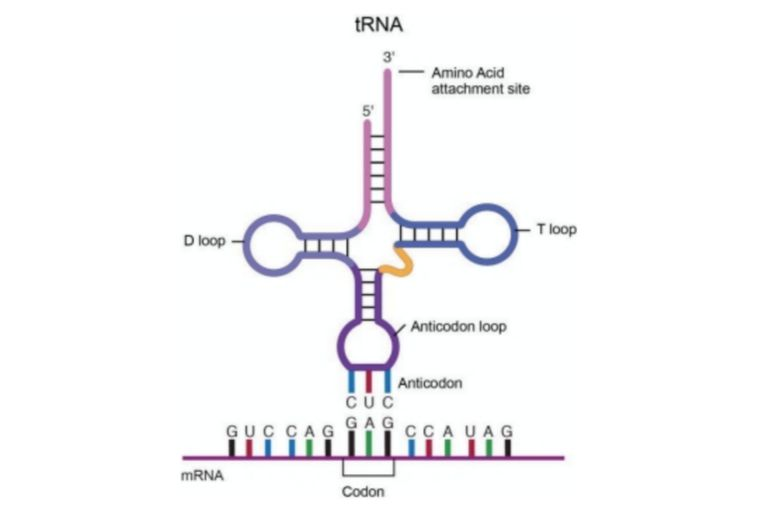 tRNA
3'
Amino Acid
attachment site
5'
D loop
T loop
Anticodon loop
Anticodon
C U C
G U C C A G G A G C C A U A G
mRNA
Codon